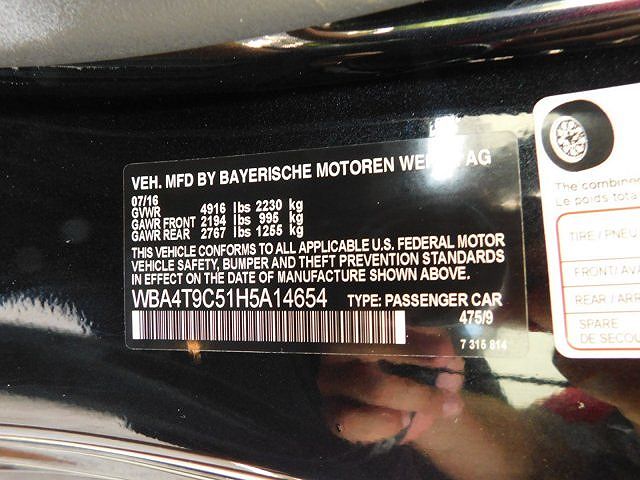 VEH. MFD BY BAYERISCHE MOTOREN AG
07/16
GVWR 4916 lbs 2230 kg
GAWR FRONT 2194 lbs 995 kg
GAWR REAR 2767 lbs 1255 kg
THIS VEHICLE CONFORMS TO ALL APPLICABLE U.S. FEDERAL MOTOR
VEHICLE SAFETY, BUMPER AND THEFT PREVENTION STANDARDS
IN EFFECT ON THE DATE OF MANUFACTURE SHOWN ABOVE.
WBA4T9C51H5A14654 TYPE: PASSENGER CAR
475/9
7 315 814
The combined
Le poids total
TIRE / PNEU
FRONT/ AVA
REAR / ARR
SPARE
DE SECOU